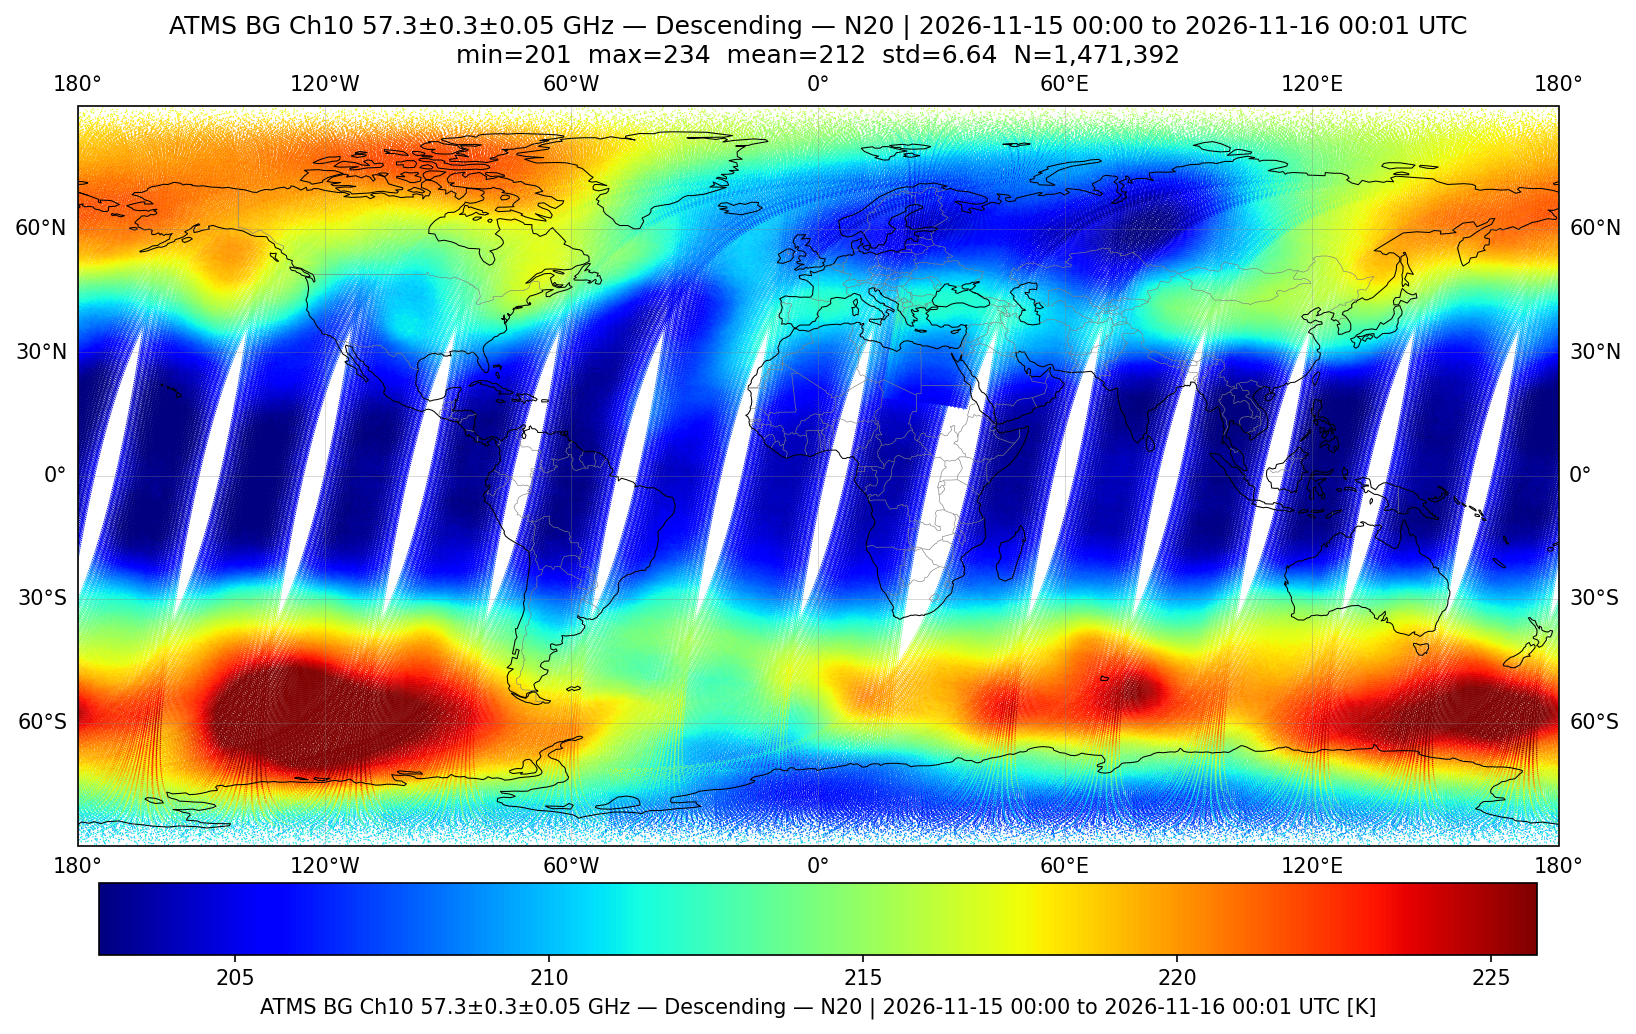 ATMS BG Ch10 57.3±0.3±0.05 GHz — Descending — N20 | 2026-11-15 00:00 to 2026-11-16 00:01 UTC
min=201 max=234 mean=212 std=6.64 N=1,471,392
180° 120°W 60°W 0° 60°E 120°E 180°
60°N 60°N
30°N 30°N
0° 0°
30°S 30°S
60°S 60°S
180° 120°W 60°W 0° 60°E 120°E 180°
205 210 215 220 225
ATMS BG Ch10 57.3±0.3±0.05 GHz — Descending — N20 | 2026-11-15 00:00 to 2026-11-16 00:01 UTC [K]